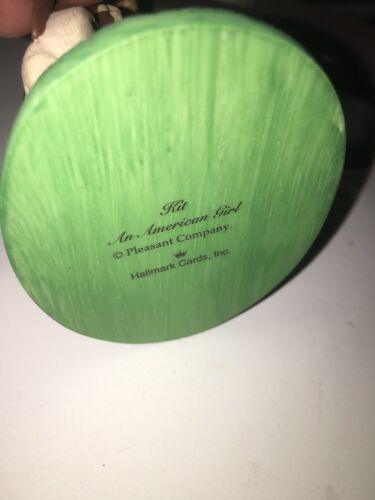 Kit
An American Girl
© Pleasant Company.
Hallmark Cards, Inc.